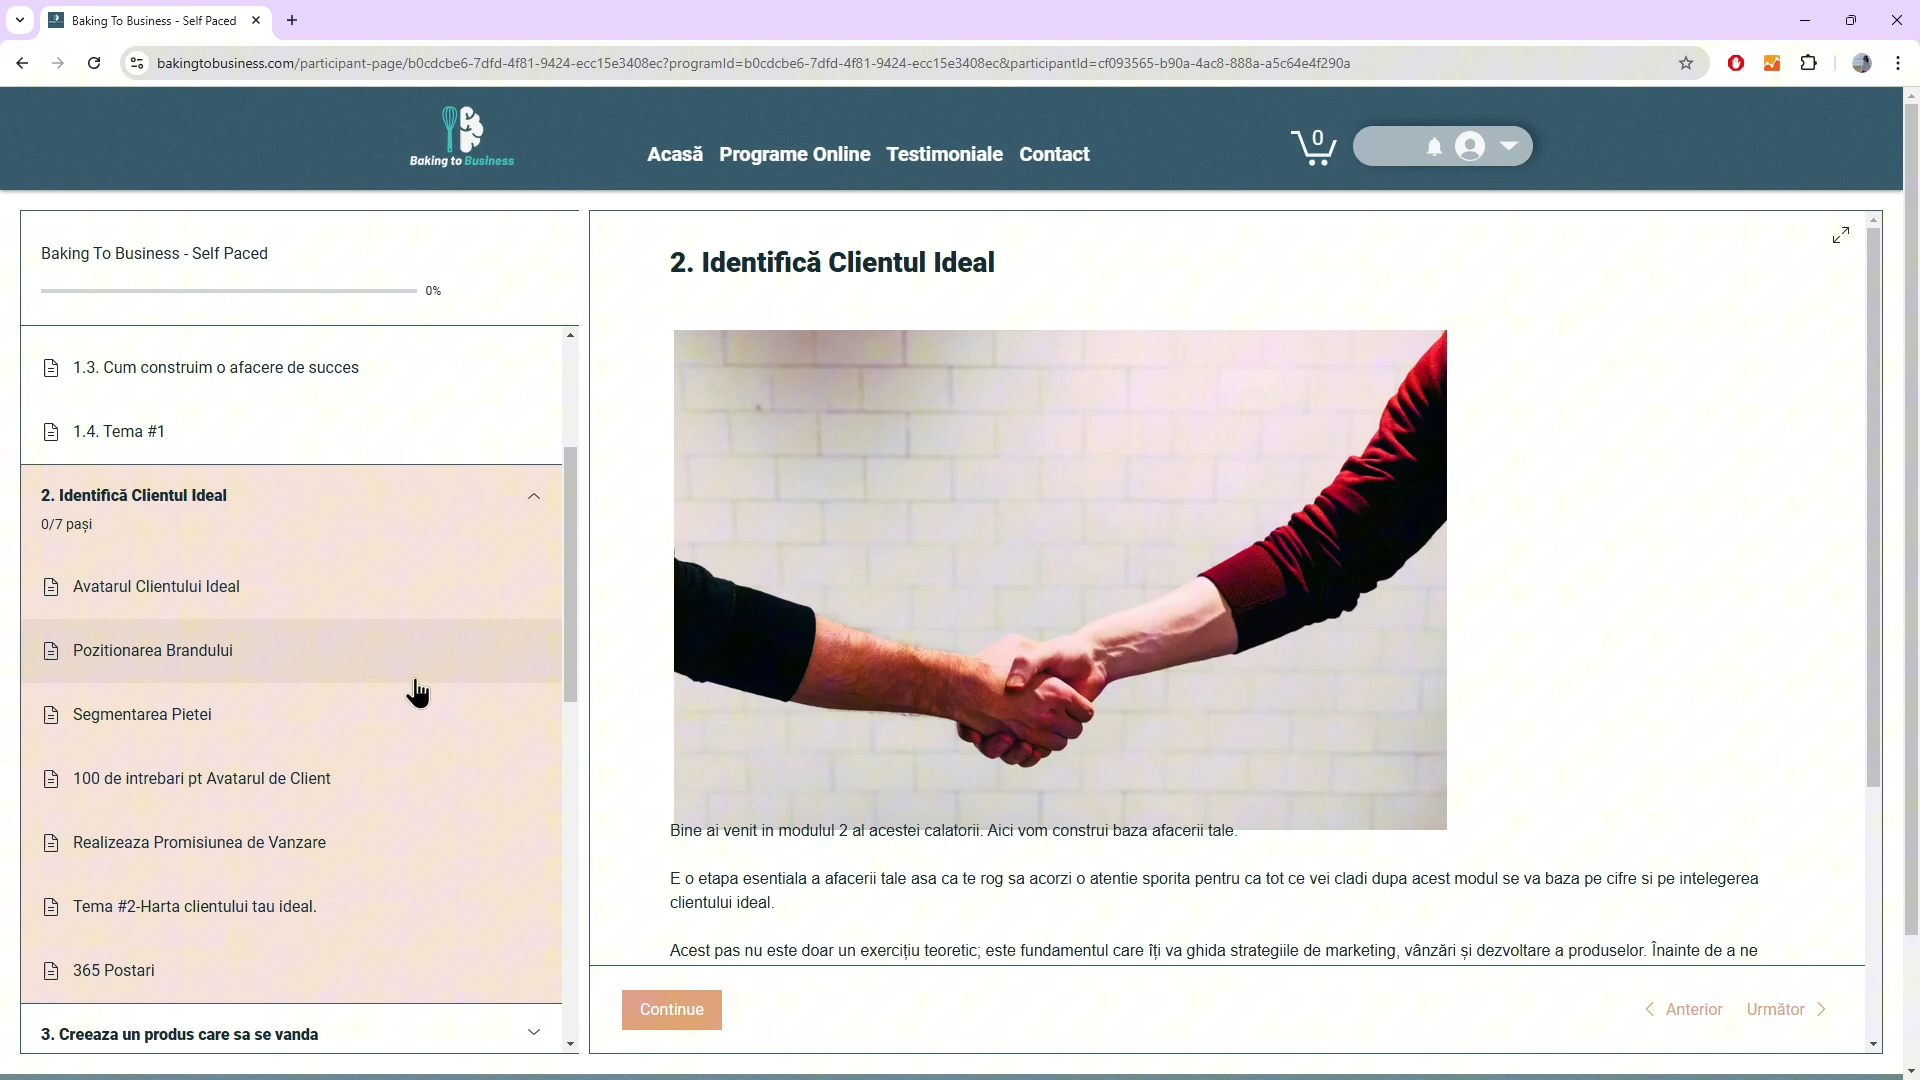 Baking To Business - Self Paced
bakingtobusiness.com/participant-page/b0cdcbe6-7dfd-4f81-9424-ecc15e3408ec?programId=b0cdcbe6-7dfd-4f81-9424-ecc15e3408ec&participantId=cf093565-b90a-4ac8-888a-a5c64e4f290a
Baking to Business
Acasă Programe Online Testimoniale Contact
0
Baking To Business - Self Paced
0%
1.3. Cum construim o afacere de succes
1.4. Tema #1
2. Identifică Clientul Ideal
0/7 pași
Avatarul Clientului Ideal
Pozitionarea Brandului
Segmentarea Pietei
100 de intrebari pt Avatarul de Client
Realizeaza Promisiunea de Vanzare
Tema #2-Harta clientului tau ideal.
365 Postari
3. Creeaza un produs care sa se vanda
2. Identifică Clientul Ideal
Bine ai venit in modulul 2 al acestei calatorii. Aici vom construi baza afacerii tale.
E o etapa esentiala a afacerii tale asa ca te rog sa acorzi o atentie sporita pentru ca tot ce vei cladi dupa acest modul se va baza pe cifre si pe intelegerea
clientului ideal.
Acest pas nu este doar un exercițiu teoretic; este fundamentul care îți va ghida strategiile de marketing, vânzări și dezvoltare a produselor. Înainte de a ne
Continue
Anterior Următor